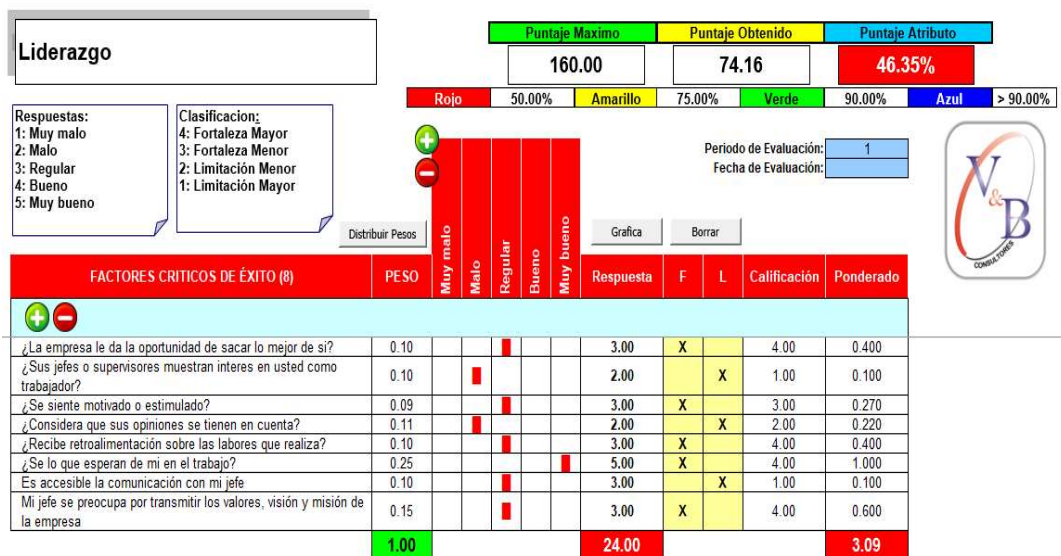 Liderazgo
Puntaje Maximo Puntaje Obtenido Puntaje Atributo
160.00 74.16 46.35%
Rojo 50.00% Amarillo 75.00% Verde 90.00% Azul > 90.00%
Respuestas:
1: Muy malo
2: Malo
3: Regular
4: Bueno
5: Muy bueno
Clasificacion:
4: Fortaleza Mayor
3: Fortaleza Menor
2: Limitación Menor
1: Limitación Mayor
Periodo de Evaluación: 1
Fecha de Evaluación:
V&B
CONSULTORES
Distribuir Pesos
Grafica Borrar
FACTORES CRITICOS DE ÉXITO (8) PESO Muy malo Malo Regular Bueno Muy bueno Respuesta F L Calificación Ponderado
¿La empresa le da la oportunidad de sacar lo mejor de si? 0.10 3.00 X 4.00 0.400
¿Sus jefes o supervisores muestran interes en usted como
trabajador? 0.10 2.00 X 1.00 0.100
¿Se siente motivado o estimulado? 0.09 3.00 X 3.00 0.270
¿Considera que sus opiniones se tienen en cuenta? 0.11 2.00 X 2.00 0.220
¿Recibe retroalimentación sobre las labores que realiza? 0.10 3.00 X 4.00 0.400
¿Se lo que esperan de mi en el trabajo? 0.25 5.00 X 4.00 1.000
Es accesible la comunicación con mi jefe 0.10 3.00 X 1.00 0.100
Mi jefe se preocupa por transmitir los valores, visión y misión de
la empresa 0.15 3.00 X 4.00 0.600
1.00 24.00 3.09